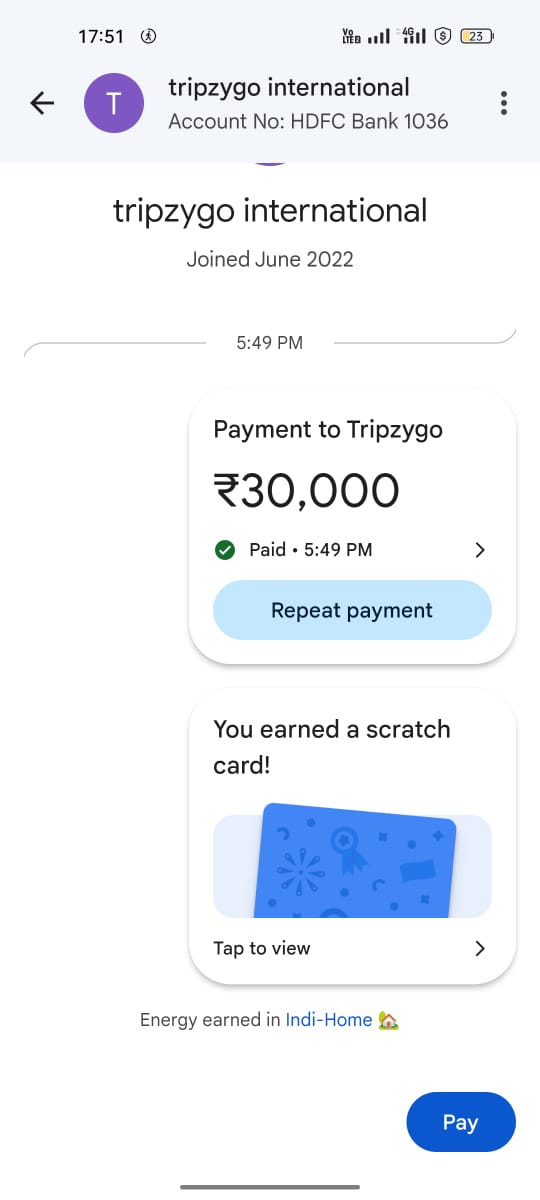 17:51
Vo LTE2 4G 23
T
tripzygo international
Account No: HDFC Bank 1036
tripzygo international
Joined June 2022
5:49 PM
Payment to Tripzygo
₹30,000
Paid • 5:49 PM
Repeat payment
You earned a scratch
card!
Tap to view
Energy earned in Indi-Home 🏡
Pay